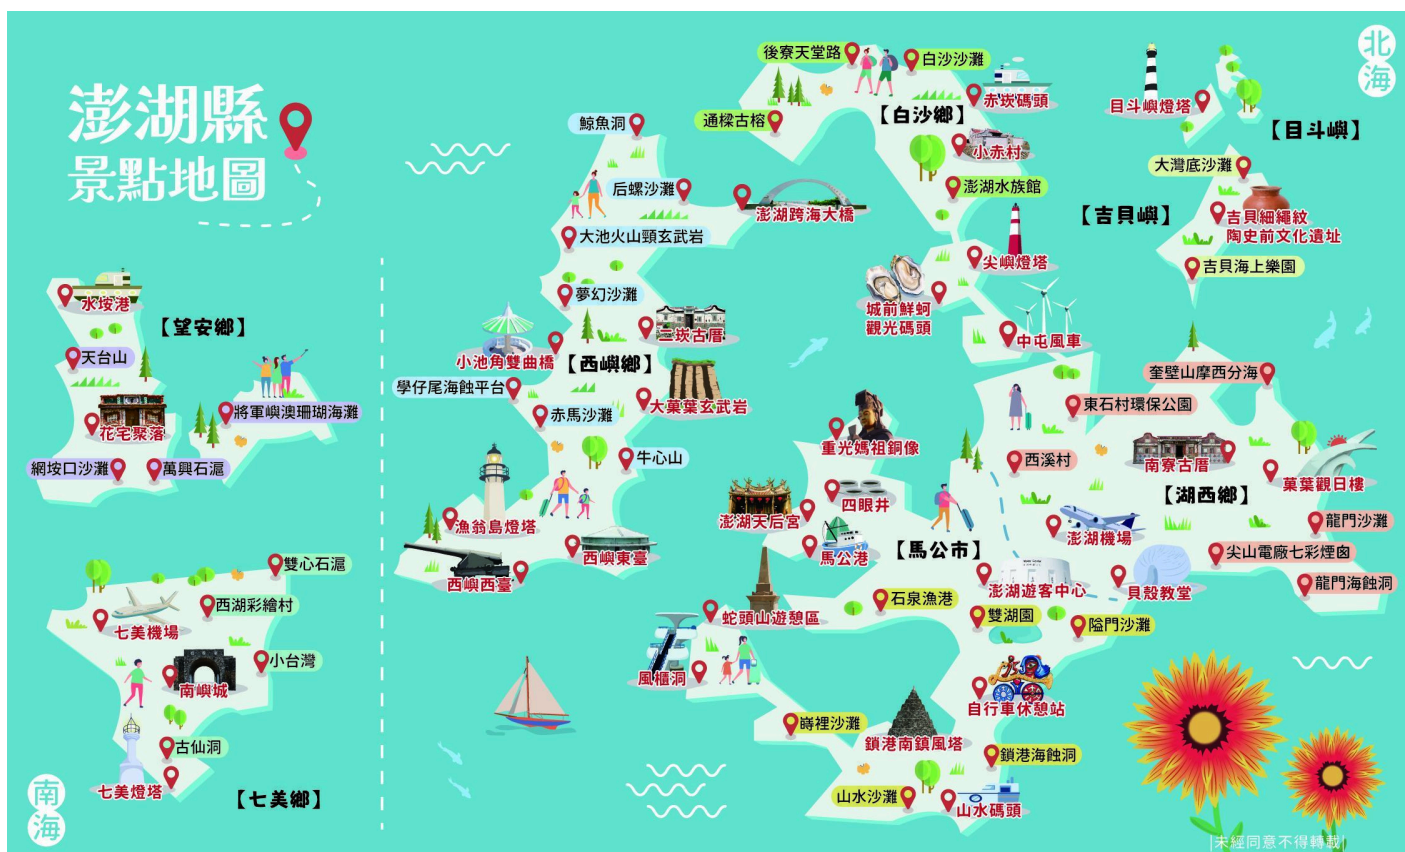 澎湖縣
景點地圖
北海
後寮天堂路
白沙沙灘
赤崁碼頭
通樑古榕
【白沙鄉】
小赤村
澎湖水族館
目斗嶼燈塔
【目斗嶼】
大灣底沙灘
【吉貝嶼】
吉貝細繩紋
陶史前文化遺址
吉貝海上樂園
鯨魚洞
后螺沙灘
澎湖跨海大橋
大池火山頸玄武岩
夢幻沙灘
二崁古厝
小池角雙曲橋
【西嶼鄉】
學仔尾海蝕平台
大菓葉玄武岩
赤馬沙灘
牛心山
漁翁島燈塔
西嶼東臺
西嶼西臺
尖嶼燈塔
城前鮮蚵
觀光碼頭
中屯風車
奎壁山摩西分海
東石村環保公園
西溪村
南寮古厝
菓葉觀日樓
【湖西鄉】
龍門沙灘
澎湖機場
尖山電廠七彩煙囪
龍門海蝕洞
貝殼教堂
重光媽祖銅像
四眼井
澎湖天后宮
馬公港
【馬公市】
澎湖遊客中心
石泉漁港
雙湖園
隘門沙灘
蛇頭山遊憩區
風櫃洞
自行車休憩站
嵵裡沙灘
鎖港南鎮風塔
鎖港海蝕洞
山水沙灘
山水碼頭
水垵港
【望安鄉】
天台山
花宅聚落
將軍嶼澳珊瑚海灘
網垵口沙灘
萬興石滬
雙心石滬
西湖彩繪村
七美機場
小台灣
南嶼城
古仙洞
七美燈塔
【七美鄉】
南海
|未經同意不得轉載|